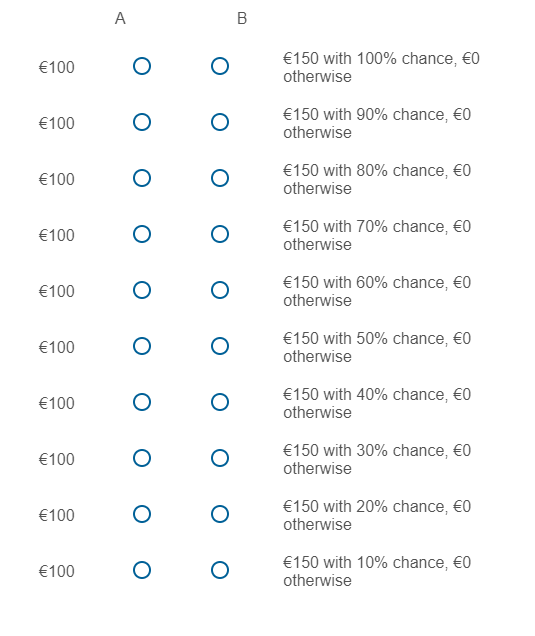 A B
€100 €150 with 100% chance, €0
otherwise
€100 €150 with 90% chance, €0
otherwise
€100 €150 with 80% chance, €0
otherwise
€100 €150 with 70% chance, €0
otherwise
€100 €150 with 60% chance, €0
otherwise
€100 €150 with 50% chance, €0
otherwise
€100 €150 with 40% chance, €0
otherwise
€100 €150 with 30% chance, €0
otherwise
€100 €150 with 20% chance, €0
otherwise
€100 €150 with 10% chance, €0
otherwise